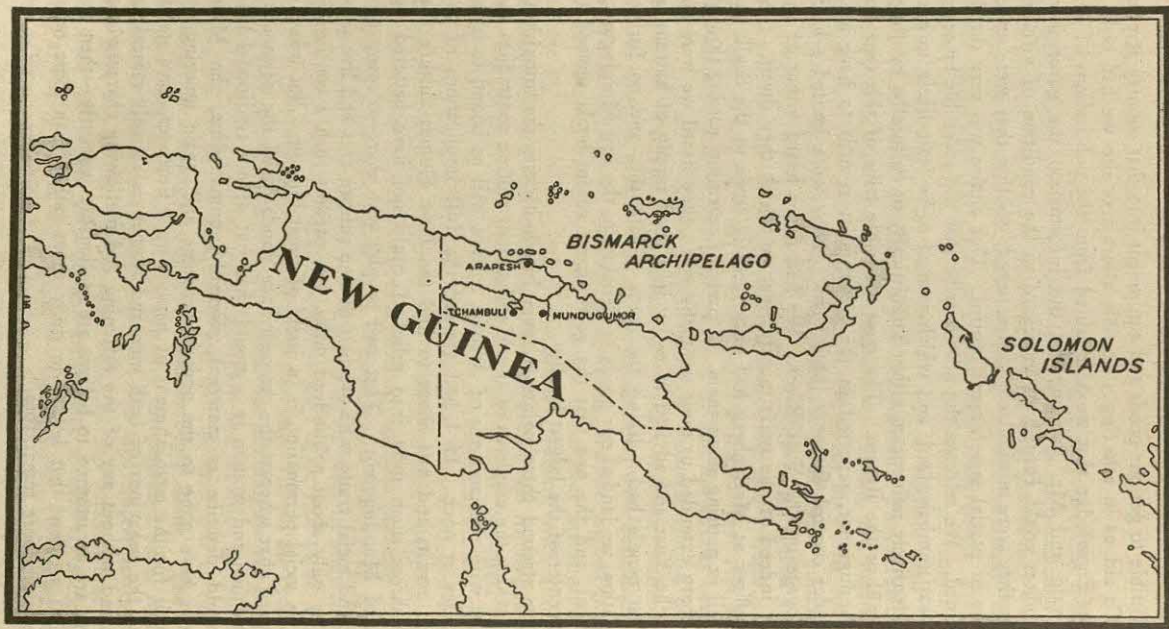 BISMARCK
ARCHIPELAGO
NEW GUINEA
ARAPESH
TCHAMBULI
MUNDUGUMOR
SOLOMON
ISLANDS